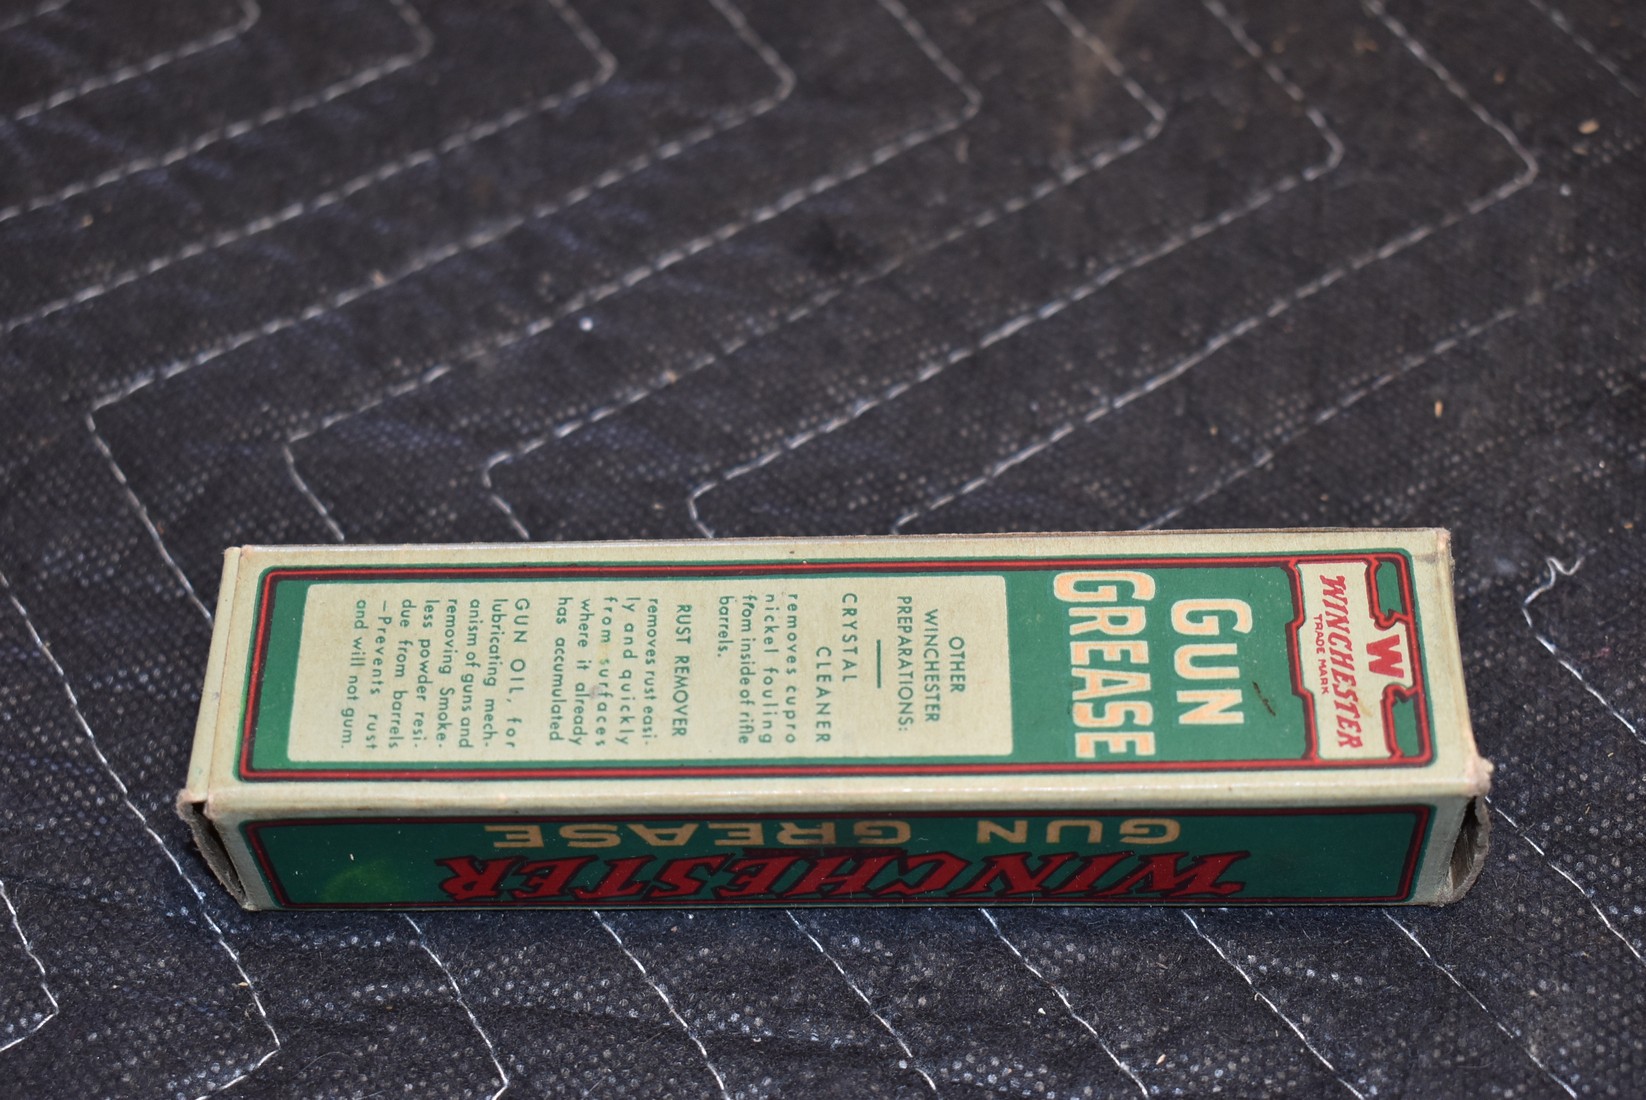 W
WINCHESTER
TRADE MARK
GUN
GREASE
OTHER
WINCHESTER
PREPARATIONS:
CRYSTAL
CLEANER
removes cupro
nickel fouling
from inside of rifle
barrels.
RUST REMOVER
removes rust easi-
ly and quickly
from surfaces
where it already
has accumulated
GUN OIL, for
lubricating mech-
anism of guns and
removing Smoke-
less powder resi-
due from barrels
—Prevents rust
and will not gum.
WINCHESTER
GUN GREASE